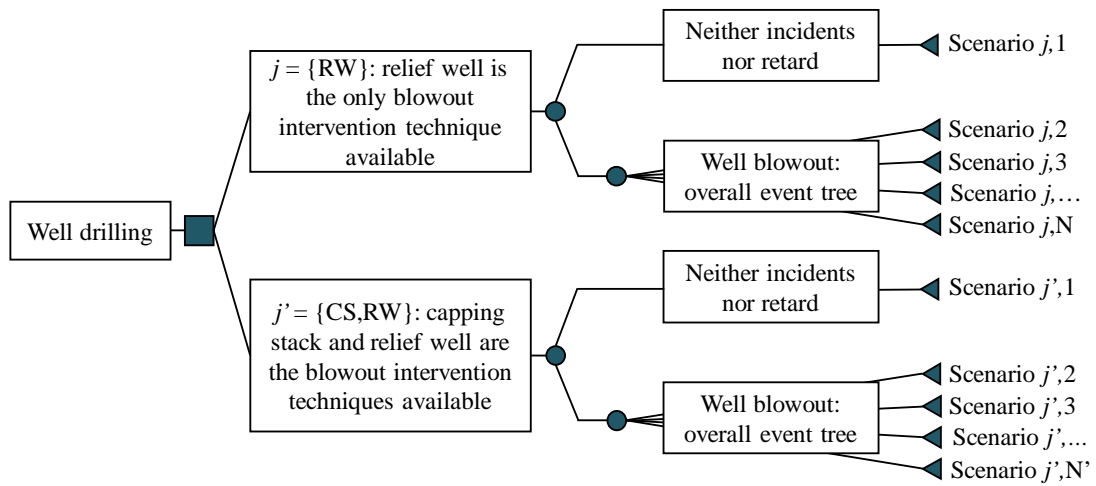 Well drilling
j = {RW}: relief well is
the only blowout
intervention technique
available
Neither incidents
nor retard
Scenario j,1
Well blowout:
overall event tree
Scenario j,2
Scenario j,3
Scenario j,…
Scenario j,N
j’ = {CS,RW}: capping
stack and relief well are
the blowout intervention
techniques available
Neither incidents
nor retard
Scenario j’,1
Well blowout:
overall event tree
Scenario j’,2
Scenario j’,3
Scenario j’,...
Scenario j’,N’